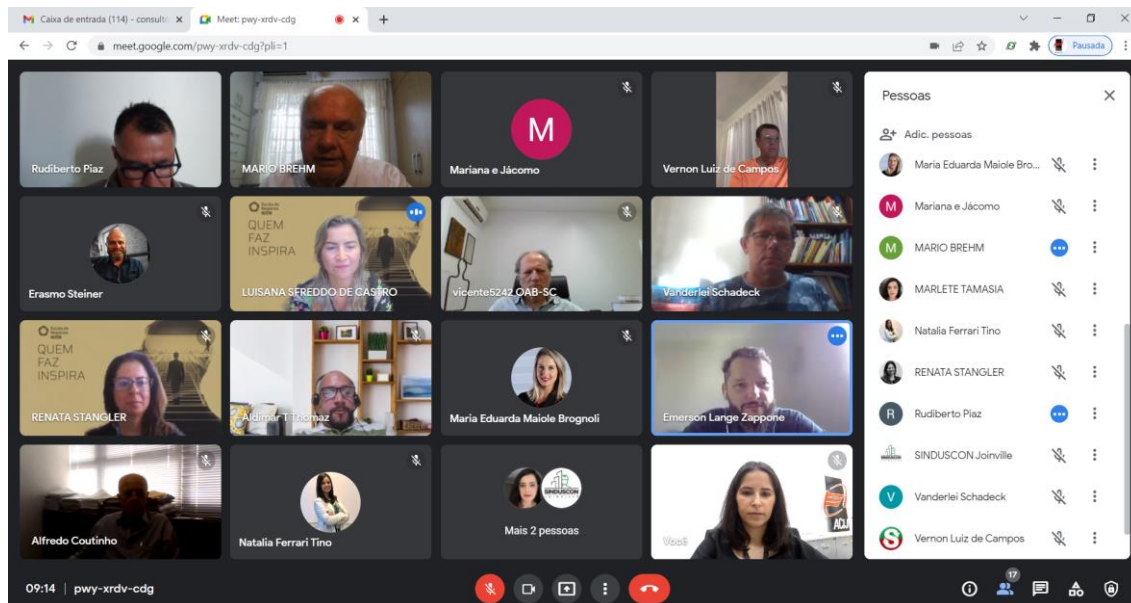 Caixa de entrada (114) - consulto
Meet: pwy-xrdv-cdg
meet.google.com/pwy-xrdv-cdg?pli=1
Pausada
Rudiberto Piaz
MARIO BREHM
M
Mariana e Jácomo
Vernon Luiz de Campos
Erasmo Steiner
QUEM
FAZ
INSPIRA
LUISANA SFREDDO DE CASTRO
vicente5242 OAB-SC
Vanderlei Schadeck
QUEM
FAZ
INSPIRA
RENATA STANGLER
Aldimar T Thomaz
Maria Eduarda Maiole Brognoli
Emerson Lange Zappone
Alfredo Coutinho
Natalia Ferrari Tino
SINDUSCON
Mais 2 pessoas
Você
ACIJ
Pessoas
Adic. pessoas
Maria Eduarda Maiole Bro...
M
Mariana e Jácomo
M
MARIO BREHM
MARLETE TAMASIA
Natalia Ferrari Tino
RENATA STANGLER
R
Rudiberto Piaz
SINDUSCON Joinville
V
Vanderlei Schadeck
S
Vernon Luiz de Campos
09:14 | pwy-xrdv-cdg
17